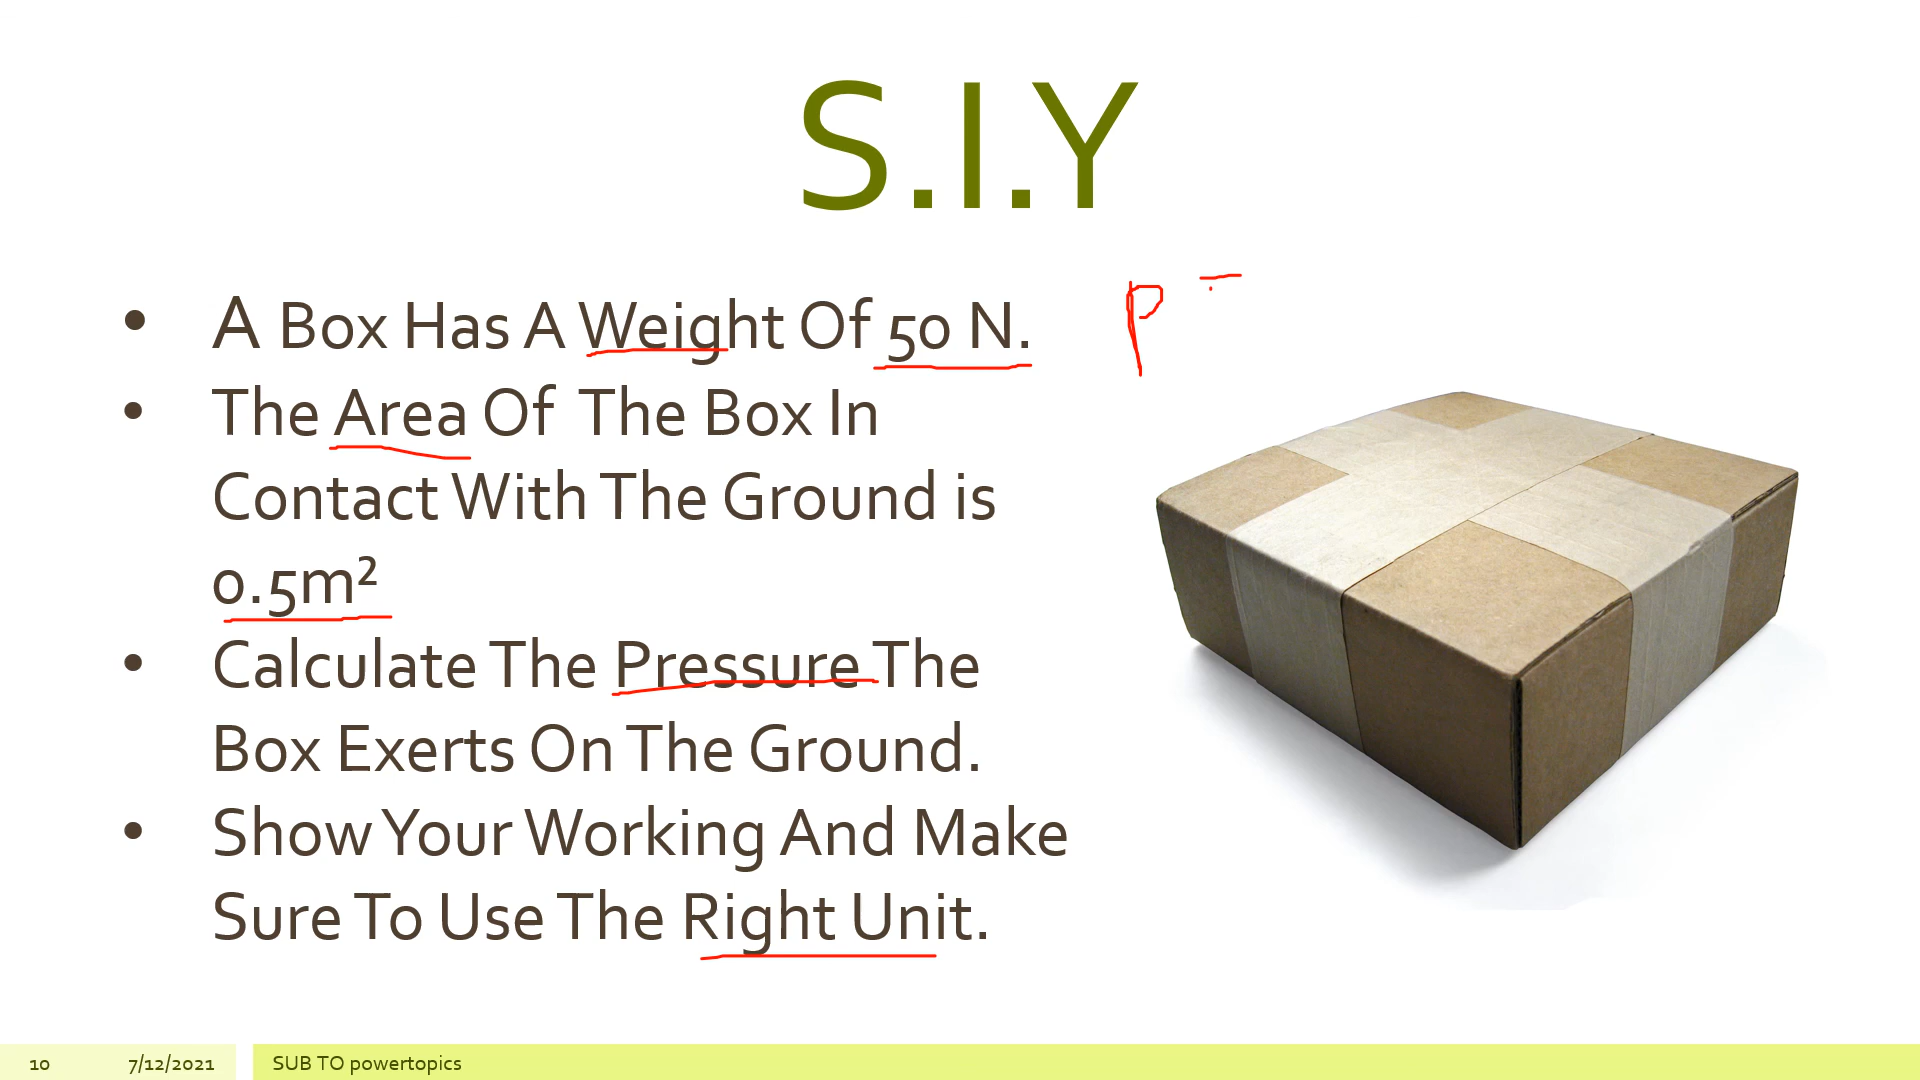 S.I.Y
• A Box Has A Weight Of 50 N.
P =
• The Area Of The Box In
Contact With The Ground is
0.5m²
• Calculate The Pressure The
Box Exerts On The Ground.
• Show Your Working And Make
Sure To Use The Right Unit.
10 7/12/2021 SUB TO powertopics